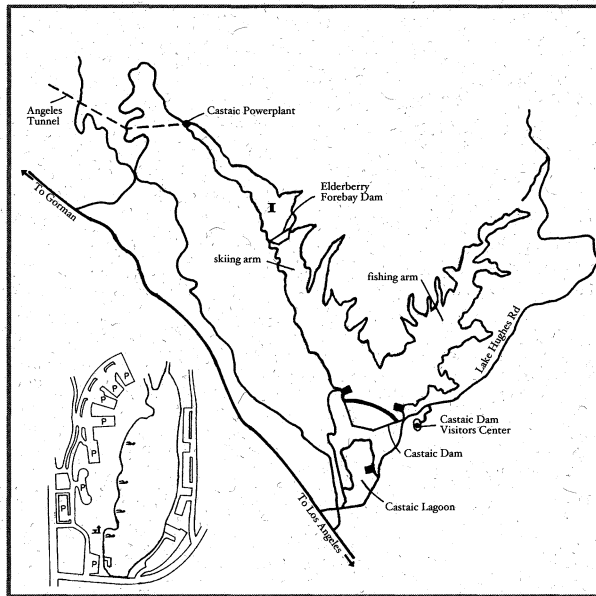 Angeles
Tunnel
Castaic Powerplant
To Gorman
Elderberry
Forebay Dam
skiing arm
fishing arm
Lake Hughes Rd
Castaic Dam
Visitors Center
Castaic Dam
Castaic Lagoon
To Los Angeles
P
P
P
P
P
P
P
P